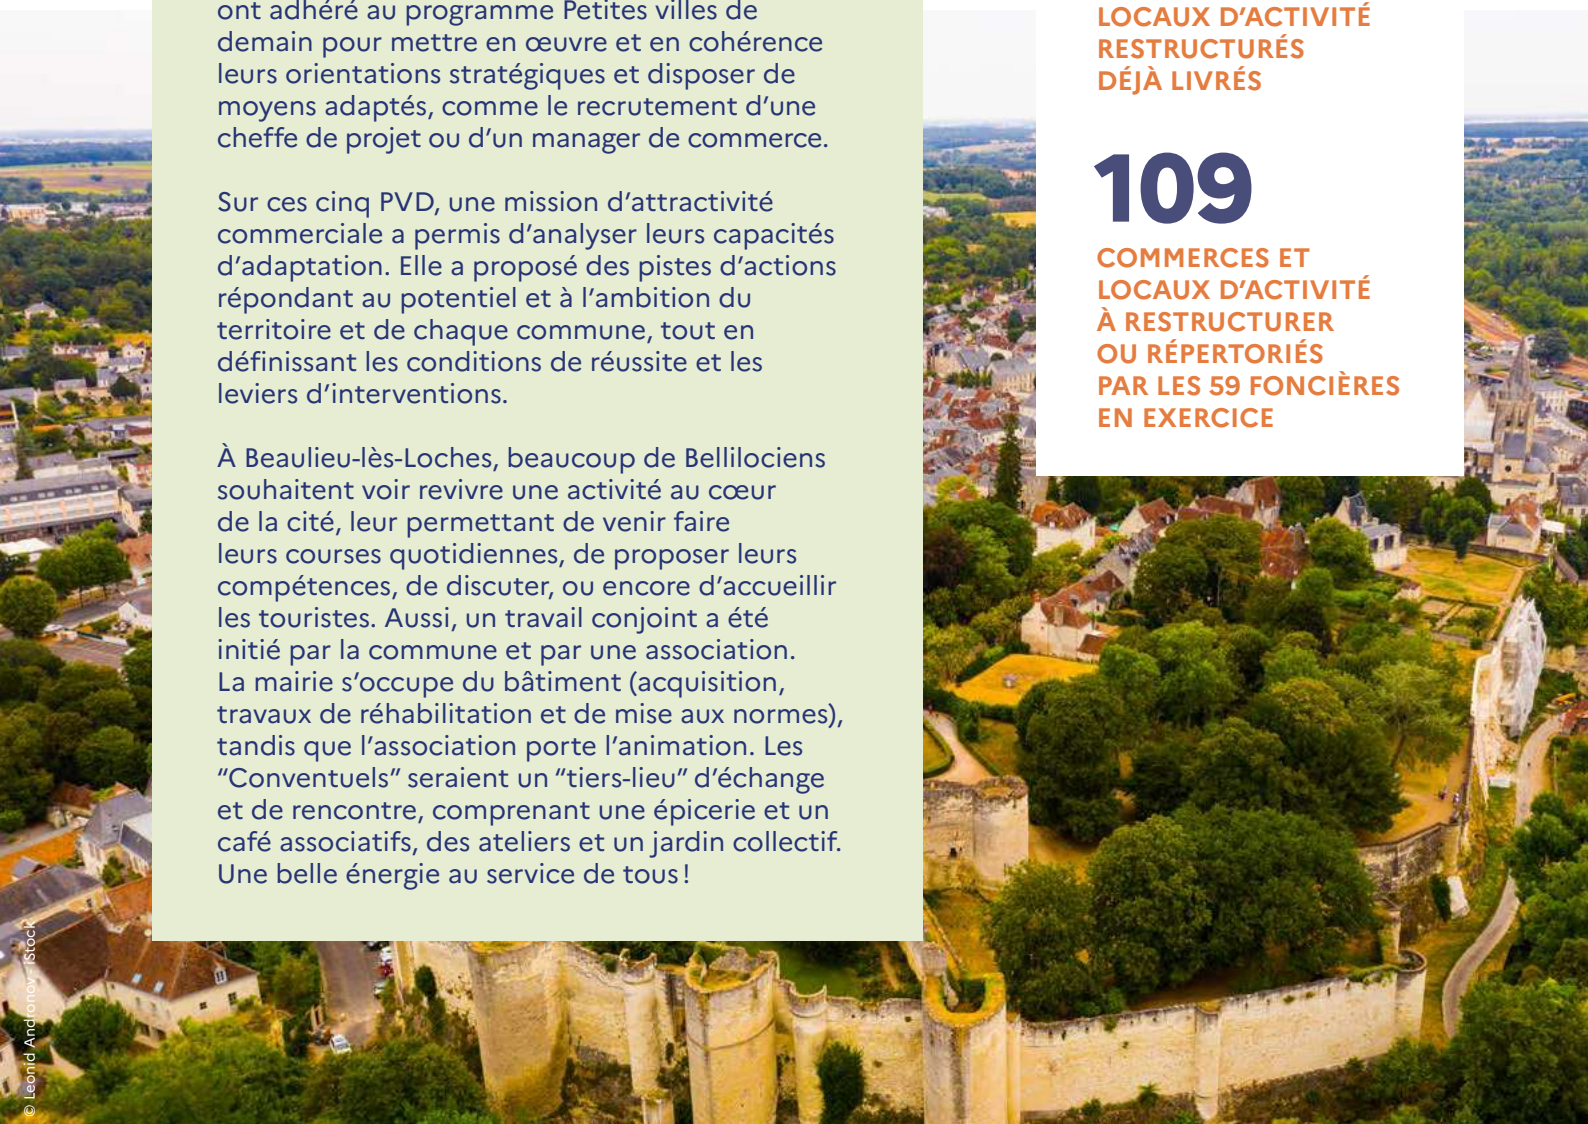 ont adhéré au programme Petites villes de
demain pour mettre en œuvre et en cohérence
leurs orientations stratégiques et disposer de
moyens adaptés, comme le recrutement d’une
cheffe de projet ou d’un manager de commerce.
Sur ces cinq PVD, une mission d’attractivité
commerciale a permis d’analyser leurs capacités
d’adaptation. Elle a proposé des pistes d’actions
répondant au potentiel et à l’ambition du
territoire et de chaque commune, tout en
définissant les conditions de réussite et les
leviers d’interventions.
À Beaulieu-lès-Loches, beaucoup de Bellilociens
souhaitent voir revivre une activité au cœur
de la cité, leur permettant de venir faire
leurs courses quotidiennes, de proposer leurs
compétences, de discuter, ou encore d’accueillir
les touristes. Aussi, un travail conjoint a été
initié par la commune et par une association.
La mairie s’occupe du bâtiment (acquisition,
travaux de réhabilitation et de mise aux normes),
tandis que l’association porte l’animation. Les
“Conventuels” seraient un “tiers-lieu” d’échange
et de rencontre, comprenant une épicerie et un
café associatifs, des ateliers et un jardin collectif.
Une belle énergie au service de tous !
LOCAUX D’ACTIVITÉ
RESTRUCTURÉS
DÉJÀ LIVRÉS
109
COMMERCES ET
LOCAUX D’ACTIVITÉ
À RESTRUCTURER
OU RÉPERTORIÉS
PAR LES 59 FONCIÈRES
EN EXERCICE
© Leonid Andronov - iStock